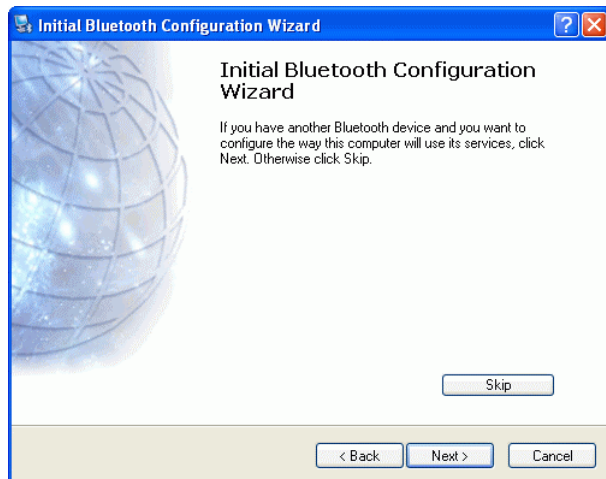 Initial Bluetooth Configuration Wizard
Initial Bluetooth Configuration
Wizard
If you have another Bluetooth device and you want to
configure the way this computer will use its services, click
Next. Otherwise click Skip.
Skip
< Back Next > Cancel